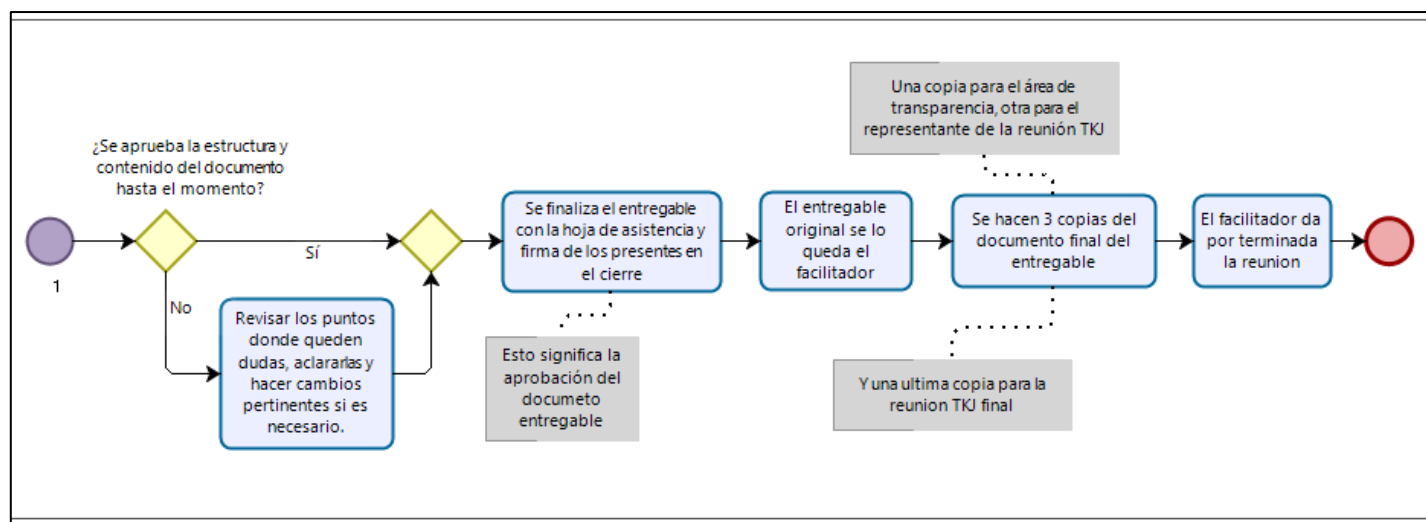 Una copia para el área de
transparencia, otra para el
representante de la reunión TKJ
¿Se aprueba la estructura y
contenido del documento
hasta el momento?
1
Sí
No
Revisar los puntos
donde queden
dudas, aclararlas y
hacer cambios
pertinentes si es
necesario.
Se finaliza el entregable
con la hoja de asistencia y
firma de los presentes en
el cierre
Esto significa la
aprobación del
documeto
entregable
El entregable
original se lo
queda el
facilitador
Se hacen 3 copias del
documento final del
entregable
Y una ultima copia para la
reunion TKJ final
El facilitador da
por terminada
la reunion